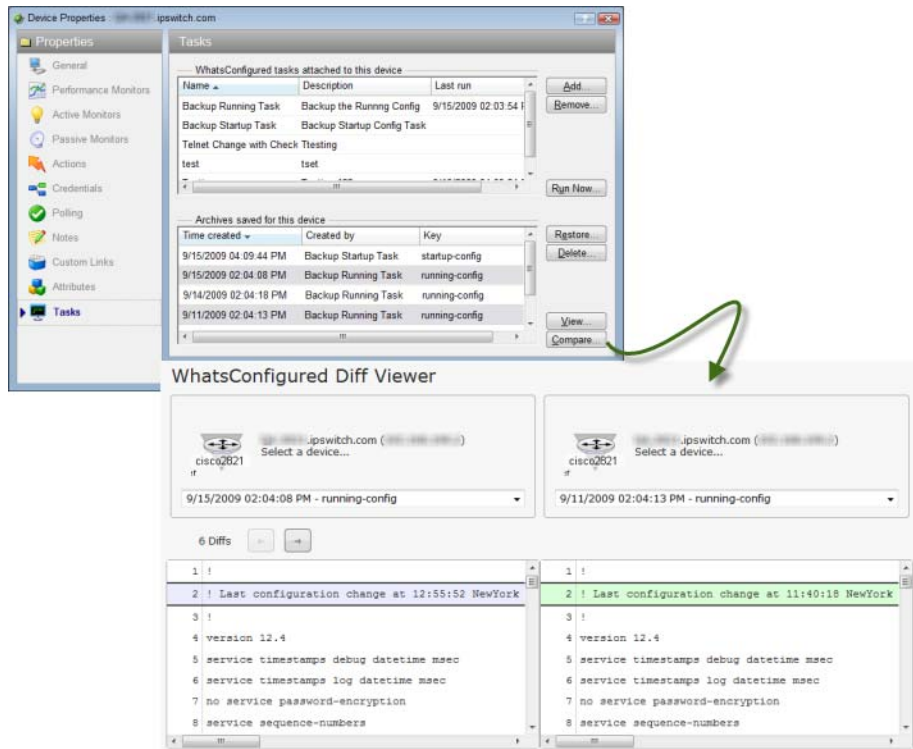 Device Properties : .ipswitch.com
Properties
General
Performance Monitors
Active Monitors
Passive Monitors
Actions
Credentials
Polling
Notes
Custom Links
Attributes
Tasks
Tasks
WhatsConfigured tasks attached to this device
Name Description Last run
Backup Running Task Backup the Runnng Config 9/15/2009 02:03:54
Backup Startup Task Backup Startup Config Task
Telnet Change with Check Ttesting
test tset
Add...
Remove...
Run Now...
Archives saved for this device
Time created Created by Key
9/15/2009 04:09:44 PM Backup Startup Task startup-config
9/15/2009 02:04:08 PM Backup Running Task running-config
9/14/2009 02:04:18 PM Backup Running Task running-config
9/11/2009 02:04:13 PM Backup Running Task running-config
Restore...
Delete...
View...
Compare...
WhatsConfigured Diff Viewer
.ipswitch.com ( )
Select a device...
cisco2821
9/15/2009 02:04:08 PM - running-config
.ipswitch.com ( )
Select a device...
cisco2821
9/11/2009 02:04:13 PM - running-config
6 Diffs
1 !
2 ! Last configuration change at 12:55:52 NewYork
3 !
4 version 12.4
5 service timestamps debug datetime msec
6 service timestamps log datetime msec
7 no service password-encryption
8 service sequence-numbers
1 !
2 ! Last configuration change at 11:40:18 NewYork
3 !
4 version 12.4
5 service timestamps debug datetime msec
6 service timestamps log datetime msec
7 no service password-encryption
8 service sequence-numbers